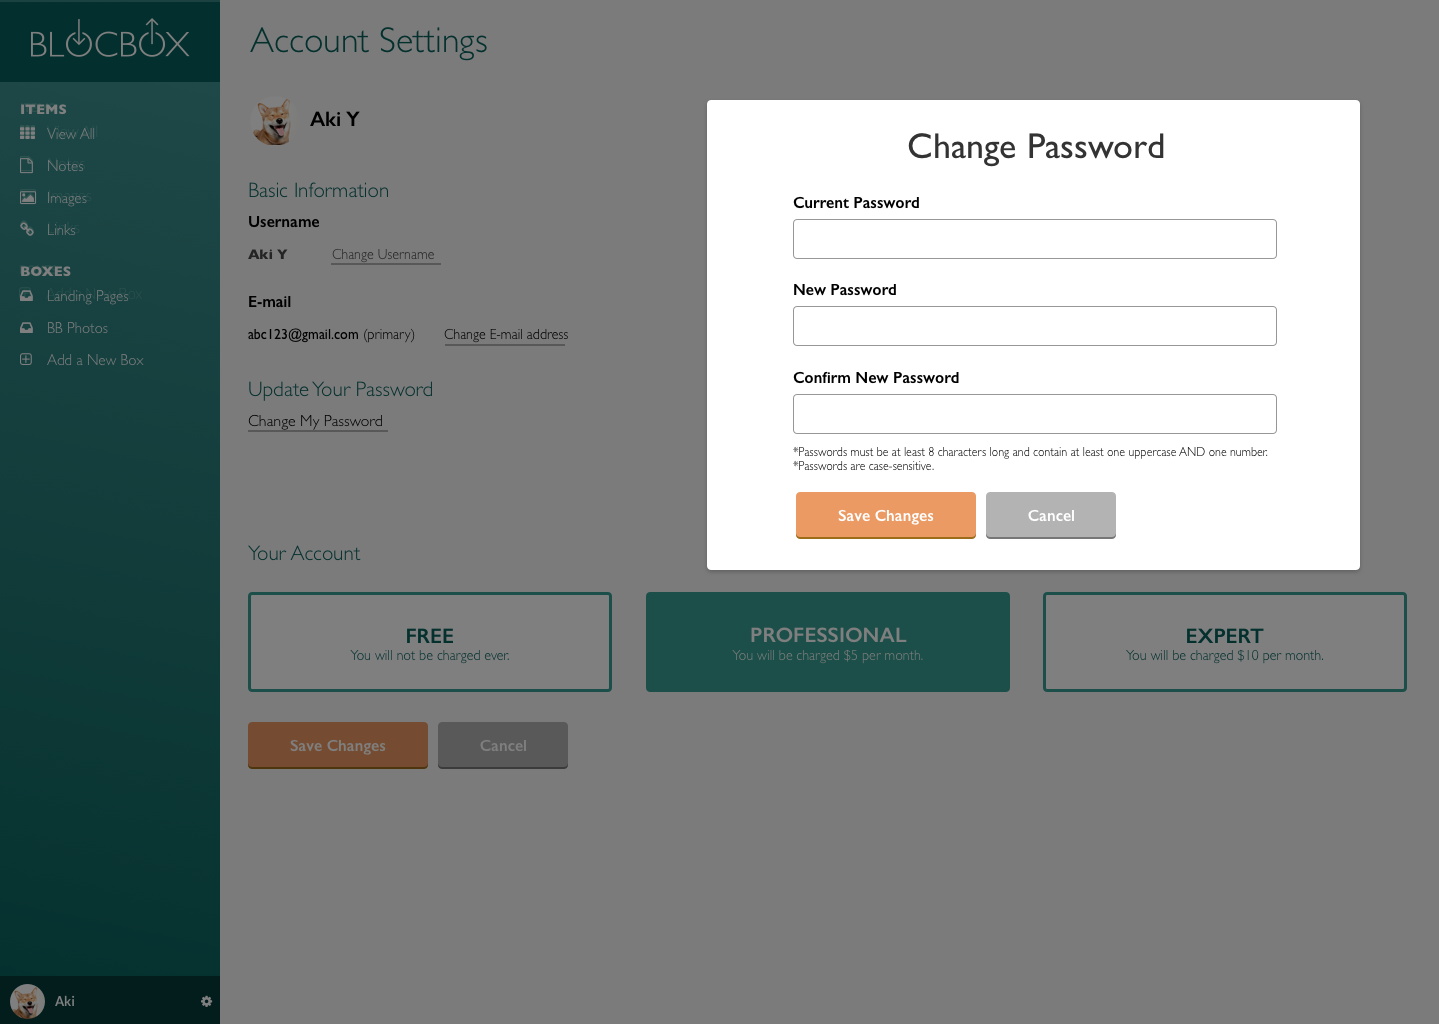 BLOCBOX
ITEMS
View All
Notes
Images
Links
BOXES
Landing Pages
BB Photos
Add a New Box
Aki
Account Settings
Aki Y
Basic Information
Username
Aki Y Change Username
E-mail
abc123@gmail.com (primary) Change E-mail address
Update Your Password
Change My Password
Your Account
FREE
You will not be charged ever.
PROFESSIONAL
You will be charged $5 per month.
EXPERT
You will be charged $10 per month.
Save Changes Cancel
Change Password
Current Password
New Password
Confirm New Password
*Passwords must be at least 8 characters long and contain at least one uppercase AND one number.
*Passwords are case-sensitive.
Save Changes Cancel